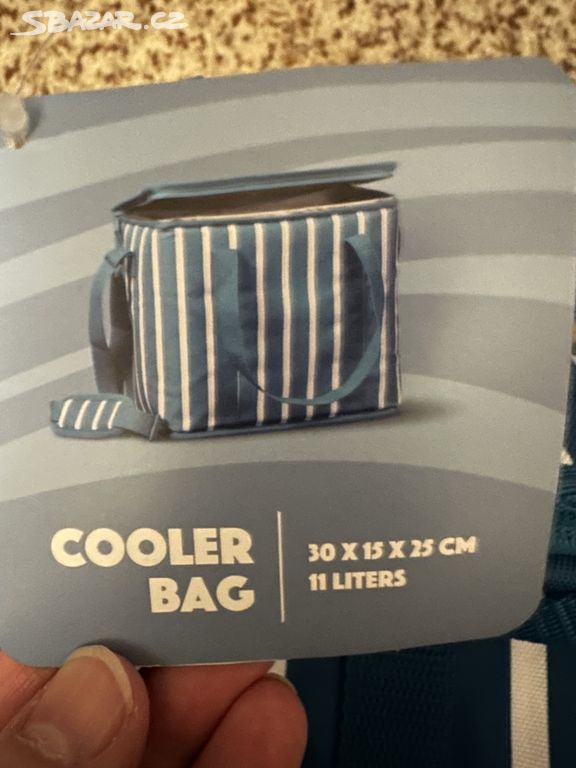 SBAZAR.CZ
COOLER
BAG
30 X 15 X 25 CM
11 LITERS